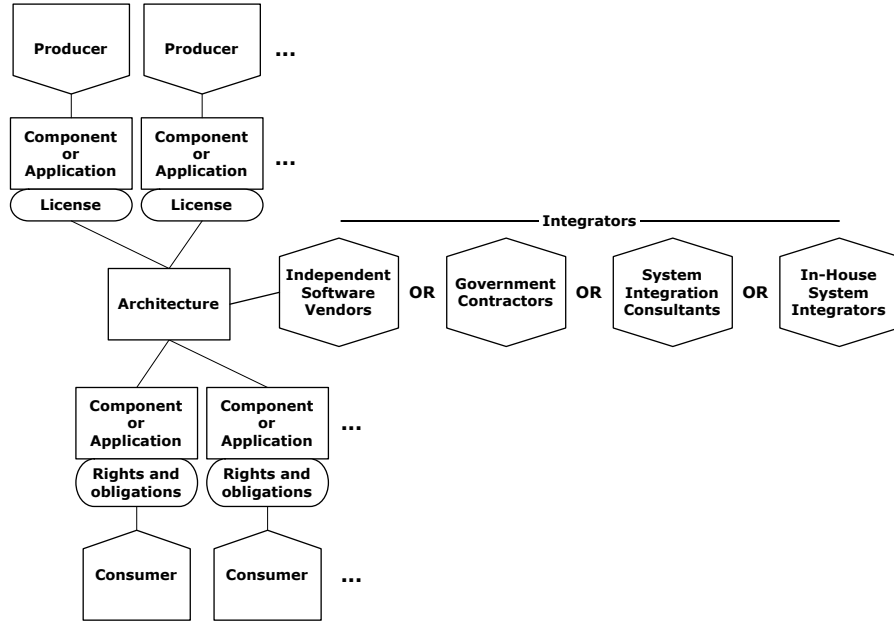 Producer Producer ...
Component
or
Application
Component
or
Application
...
License License
Integrators
Architecture
Independent
Software
Vendors
OR
Government
Contractors
OR
System
Integration
Consultants
OR
In-House
System
Integrators
Component
or
Application
Component
or
Application
...
Rights and
obligations
Rights and
obligations
Consumer Consumer ...